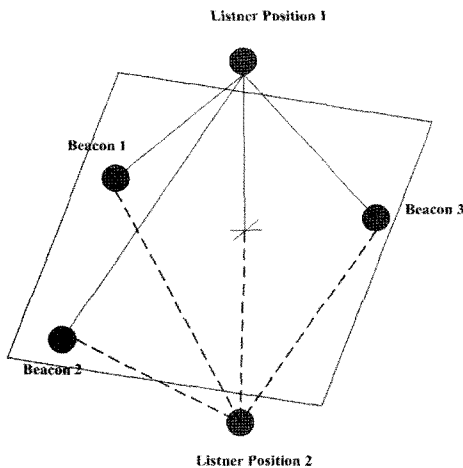 Listner Position 1
Beacon 1
Beacon 3
Beacon 2
Listner Position 2